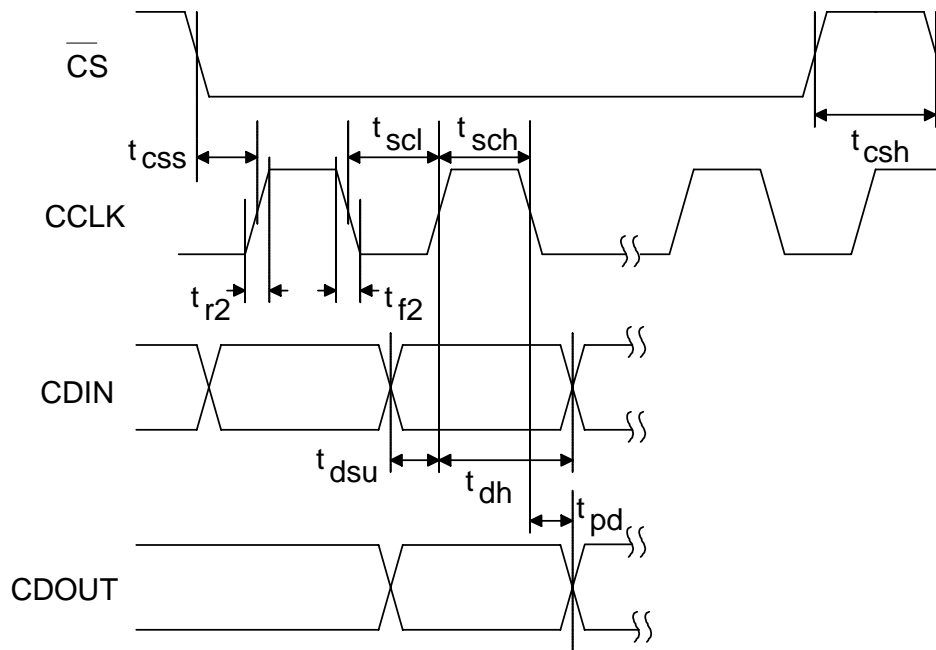 CS
t scl
t sch
t css
t csh
CCLK
t r2
t f2
CDIN
t dsu
t dh
t pd
CDOUT